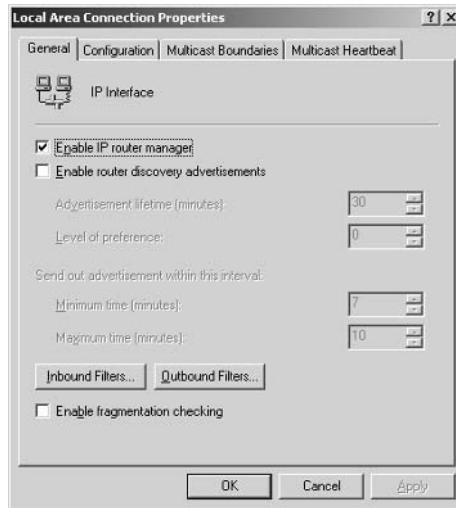 Local Area Connection Properties
General Configuration Multicast Boundaries Multicast Heartbeat
IP Interface
Enable IP router manager
Enable router discovery advertisements
Advertisement lifetime (minutes): 30
Level of preference: 0
Send out advertisement within this interval:
Minimum time (minutes): 7
Maximum time (minutes): 10
Inbound Filters... Outbound Filters...
Enable fragmentation checking
OK Cancel Apply